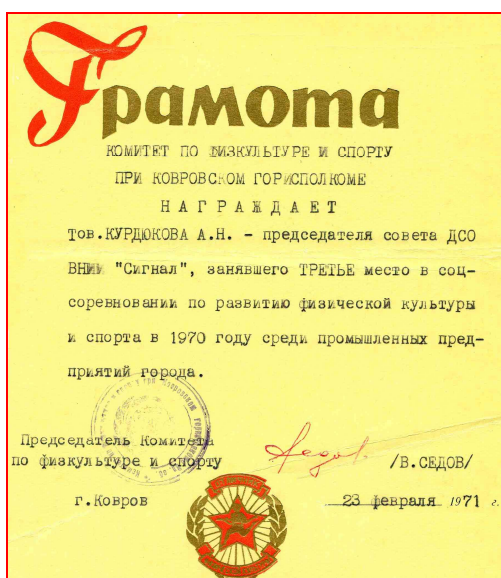 Грамота
КОМИТЕТ ПО ФИЗКУЛЬТУРЕ И СПОРТУ
ПРИ КОВРОВСКОМ ГОРИСПОЛКОМЕ
НАГРАЖДАЕТ
тов.КУРДЮКОВА А.Н. - председателя совета ДСО
ВНИИ "Сигнал", занявшего ТРЕТЬЕ место в соц-
соревновании по развитию физической культуры
и спорта в 1970 году среди промышленных пред-
приятий города.
Председатель Комитета
по физкультуре и спорту Седов /В.СЕДОВ/
г.Ковров 23 февраля 1971 г.